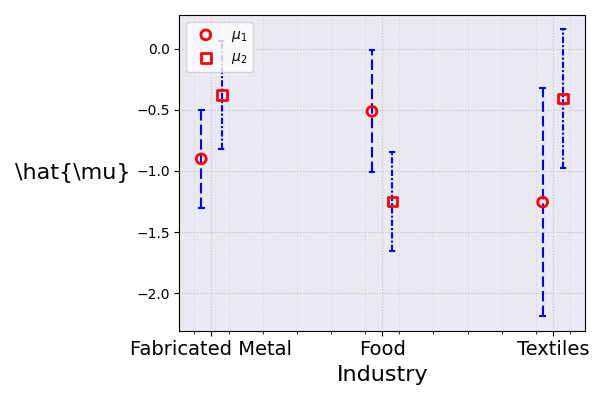 μ₁
μ₂
0.0
−0.5
−1.0
−1.5
−2.0
\hat{\mu}
Fabricated Metal
Food
Textiles
Industry